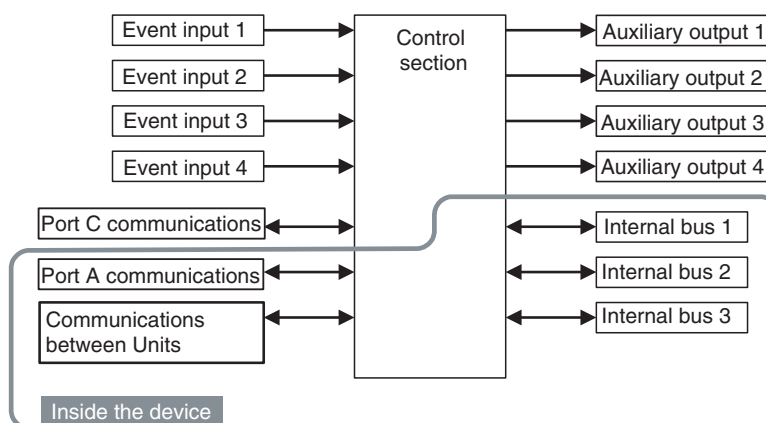 Event input 1
Event input 2
Event input 3
Event input 4
Port C communications
Port A communications
Communications
between Units
Inside the device
Control
section
Auxiliary output 1
Auxiliary output 2
Auxiliary output 3
Auxiliary output 4
Internal bus 1
Internal bus 2
Internal bus 3